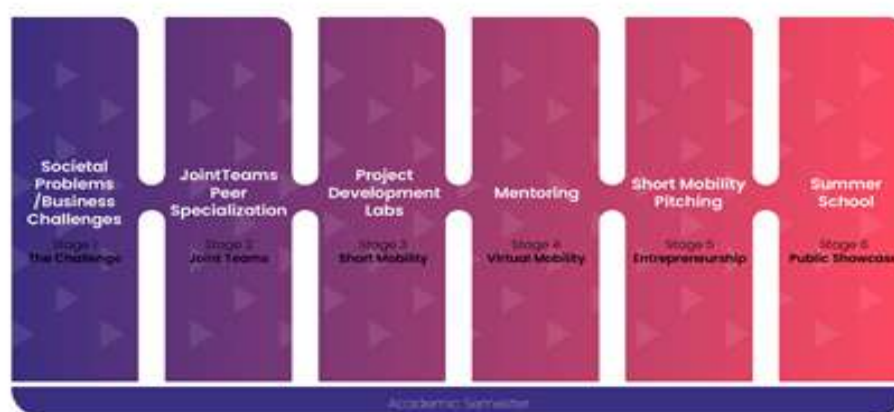 Societal
Problems
/Business
Challenges
Stage 1
The Challenge
JointTeams
Peer
Specialization
Stage 2
Joint Teams
Project
Development
Labs
Stage 3
Short Mobility
Mentoring
Stage 4
Virtual Mobility
Short Mobility
Pitching
Stage 5
Entrepreneurship
Summer
School
Stage 6
Public Showcase
Academic Semester